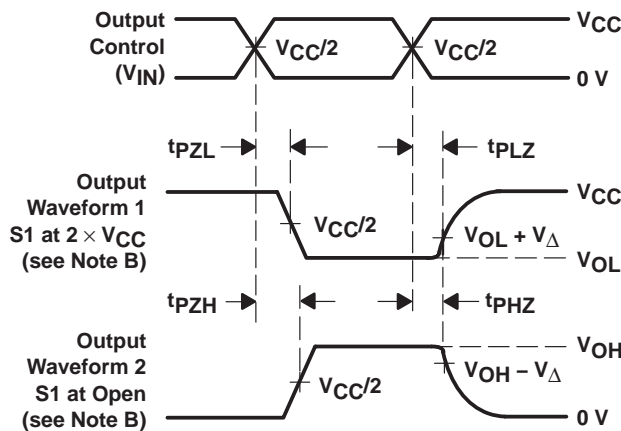 Output
Control
(VIN)
VCC/2
VCC/2
VCC
0 V
tPZL
tPLZ
Output
Waveform 1
S1 at 2 × VCC
(see Note B)
VCC/2
VCC
VOL + VΔ
VOL
tPZH
tPHZ
Output
Waveform 2
S1 at Open
(see Note B)
VCC/2
VOH
VOH − VΔ
0 V